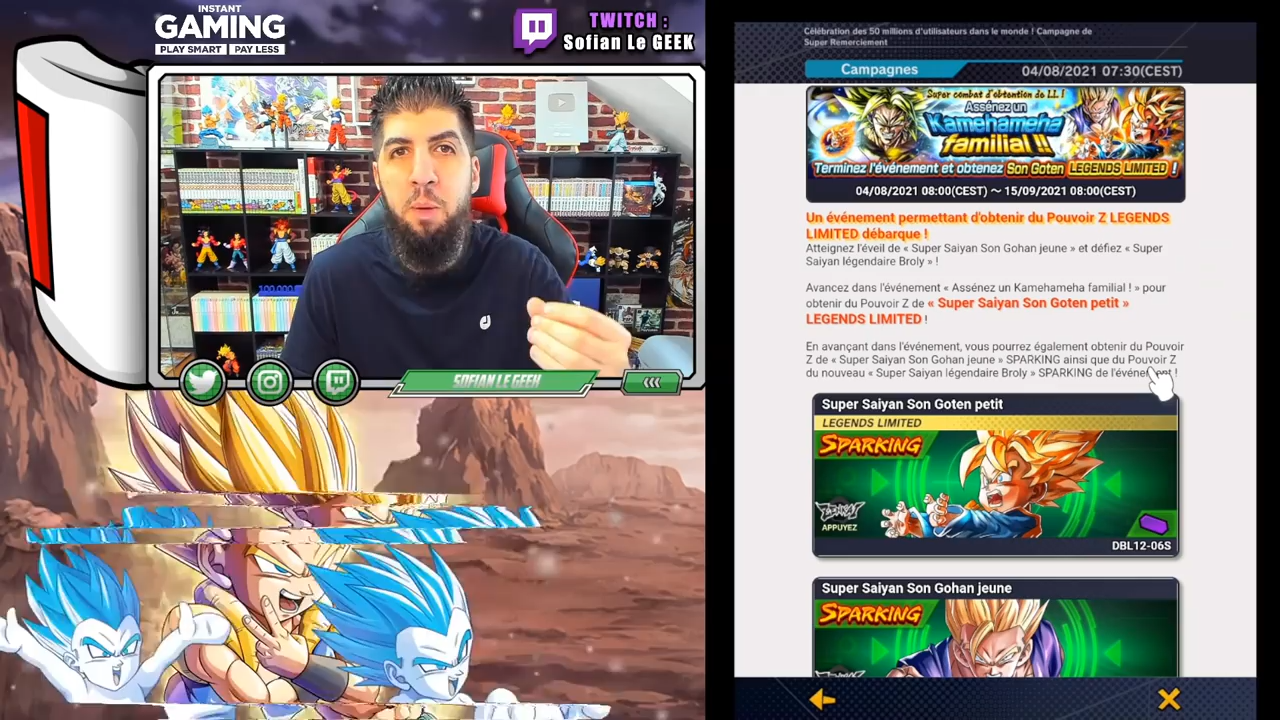 INSTANT
GAMING
PLAY SMART | PAY LESS
TWITCH :
Sofian Le GEEK
SOFIAN LE GEEK
Célébration des 50 millions d'utilisateurs dans le monde ! Campagne de
Super Remerciement
Campagnes
04/08/2021 07:30(CEST)
Super combat d'obtention de LL !
Assénez un
Kamehameha
familial !!
Terminez l'événement et obtenez Son Goten LEGENDS LIMITED !
04/08/2021 08:00(CEST) ～ 15/09/2021 08:00(CEST)
Un événement permettant d'obtenir du Pouvoir Z LEGENDS
LIMITED débarque !
Atteignez l'éveil de « Super Saiyan Son Gohan jeune » et défiez « Super
Saiyan légendaire Broly » !
Avancez dans l'événement « Assénez un Kamehameha familial ! » pour
obtenir du Pouvoir Z de « Super Saiyan Son Goten petit »
LEGENDS LIMITED !
En avançant dans l'événement, vous pourrez également obtenir du Pouvoir
Z de « Super Saiyan Son Gohan jeune » SPARKING ainsi que du Pouvoir Z
du nouveau « Super Saiyan légendaire Broly » SPARKING de l'événement !
Super Saiyan Son Goten petit
LEGENDS LIMITED
SPARKING
ZENKAI
APPUYEZ
DBL12-06S
Super Saiyan Son Gohan jeune
SPARKING